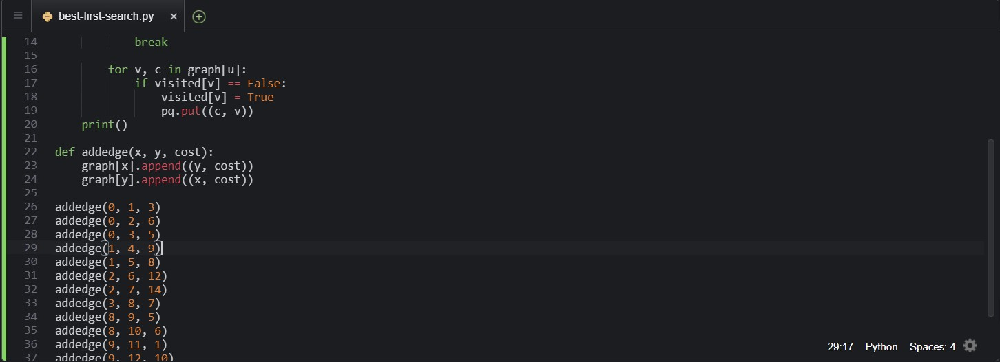 best-first-search.py
14 break
15
16 for v, c in graph[u]:
17 if visited[v] == False:
18 visited[v] = True
19 pq.put((c, v))
20 print()
21
22 def addedge(x, y, cost):
23 graph[x].append((y, cost))
24 graph[y].append((x, cost))
25
26 addedge(0, 1, 3)
27 addedge(0, 2, 6)
28 addedge(0, 3, 5)
29 addedge(1, 4, 9)
30 addedge(1, 5, 8)
31 addedge(2, 6, 12)
32 addedge(2, 7, 14)
33 addedge(3, 8, 7)
34 addedge(8, 9, 5)
35 addedge(8, 10, 6)
36 addedge(9, 11, 1)
37 addedge(9, 12, 10)
29:17 Python Spaces: 4